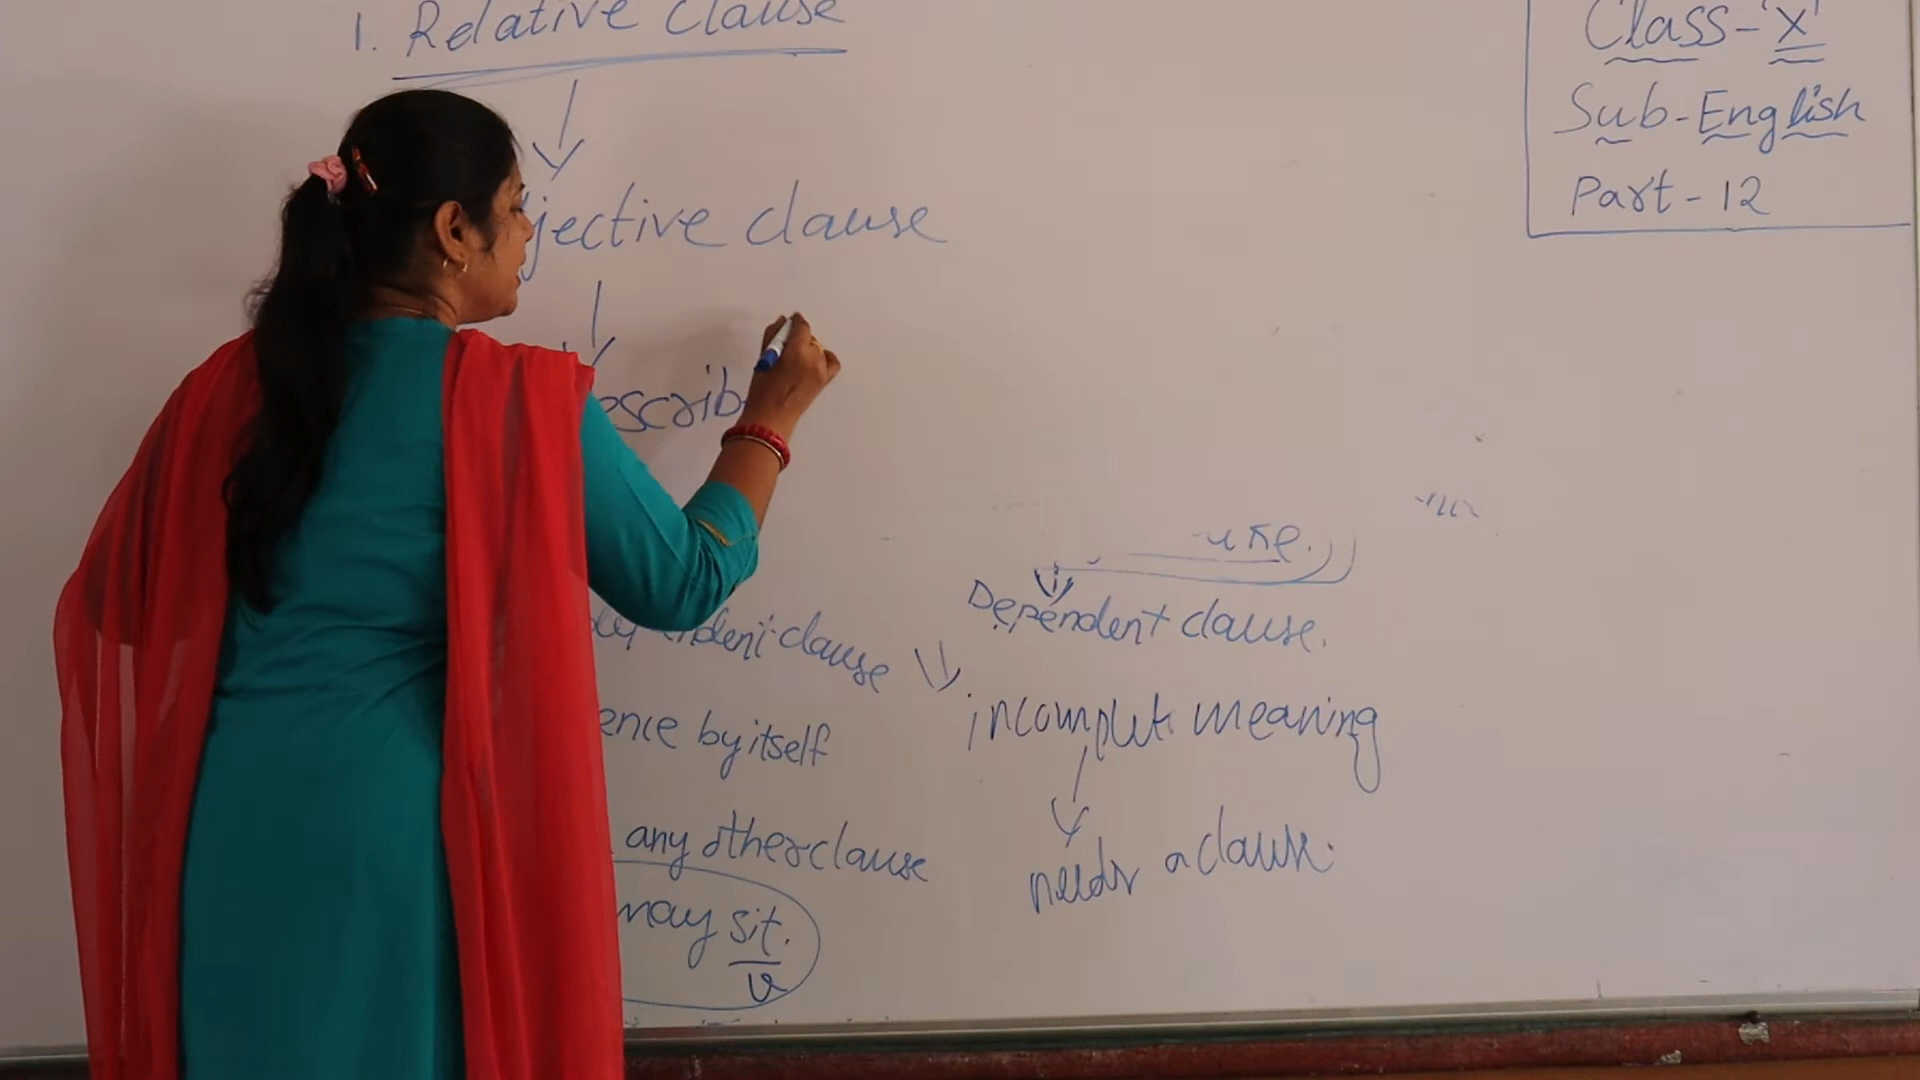 1. Relative Clause
Class-'X'
Sub-English
Part-12
jective clause
escrib
Dependent clause.
clause
incomplete meaning
ence by itself
any other clause
needs a clause.
may sit.
v